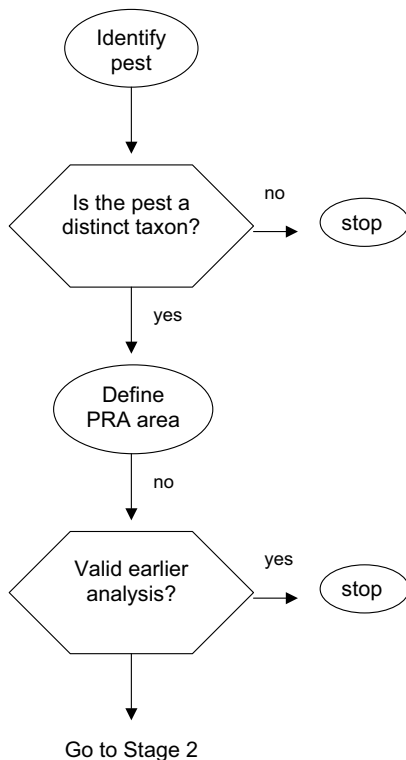 Identify
pest
Is the pest a
distinct taxon?
no
stop
yes
Define
PRA area
no
Valid earlier
analysis?
yes
stop
Go to Stage 2